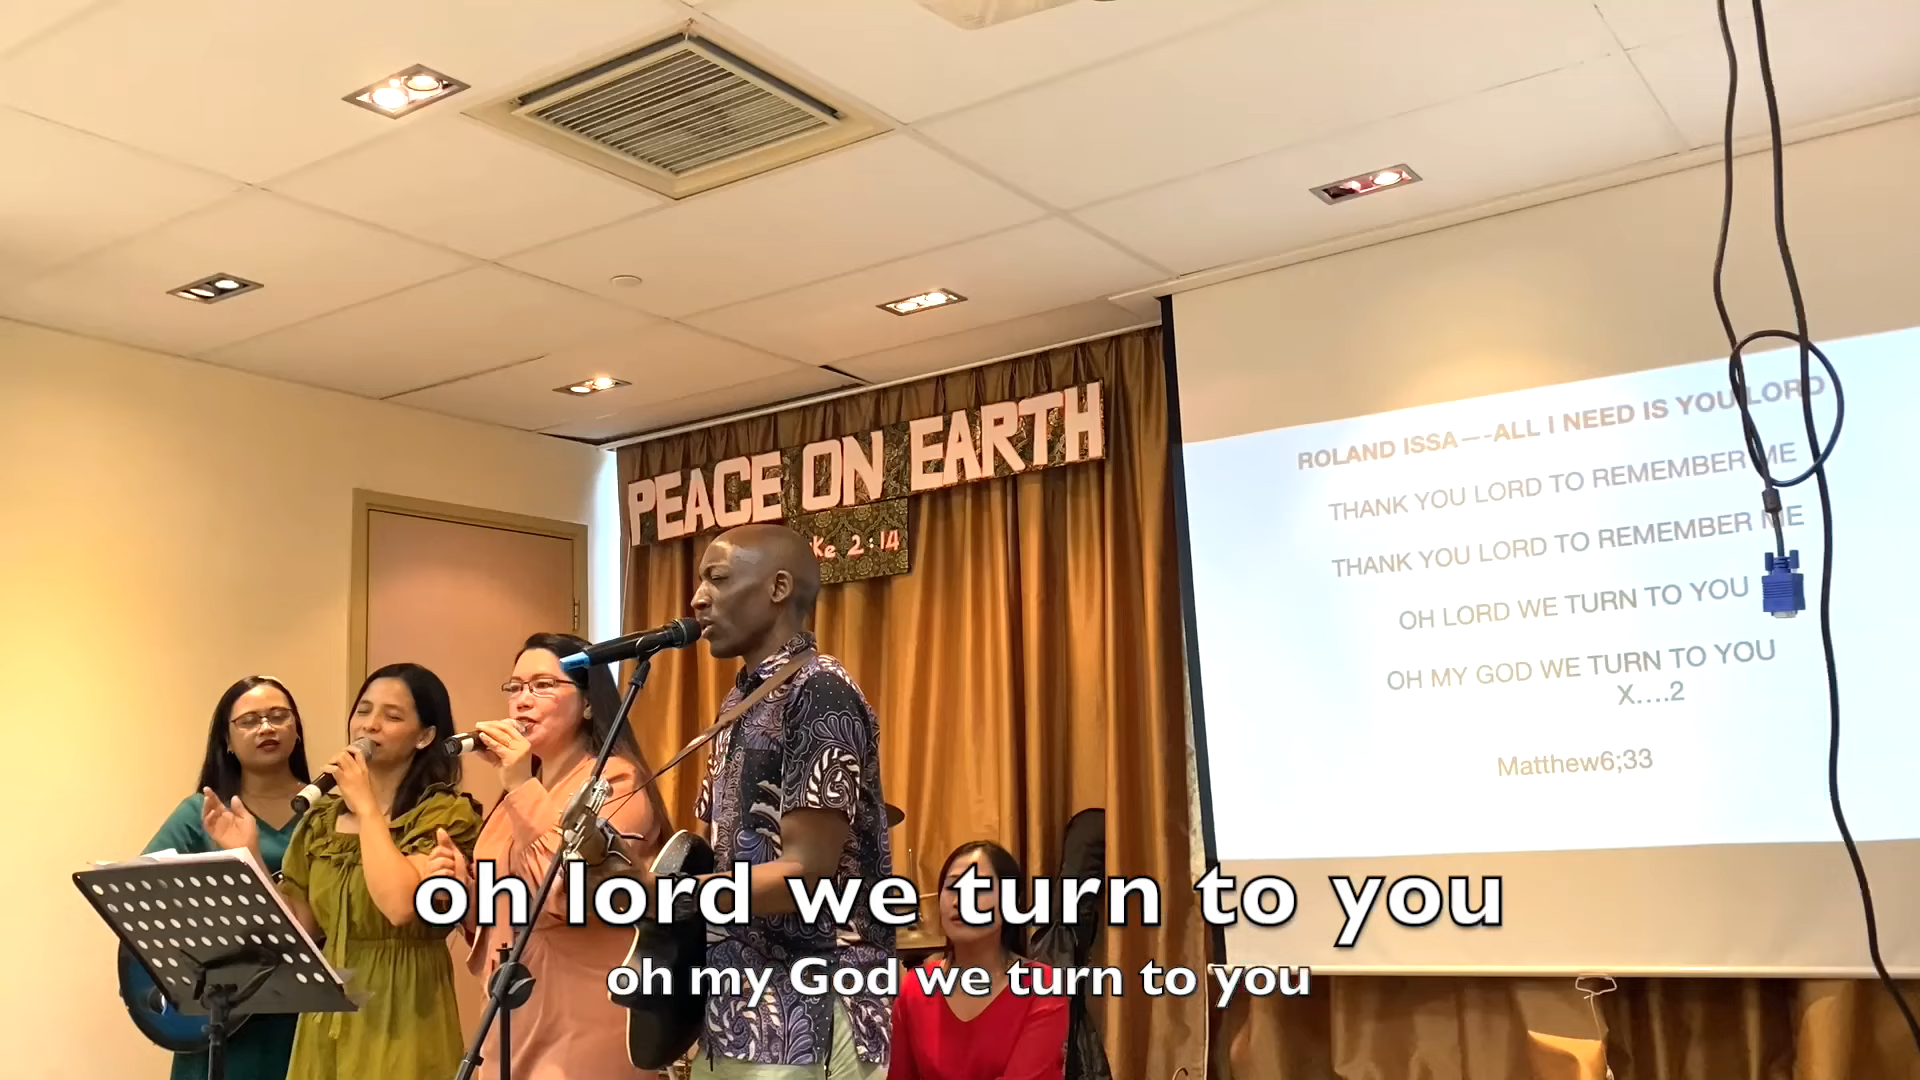 PEACE ON EARTH
ke 2:14
ROLAND ISSA—-ALL I NEED IS YOU LORD
THANK YOU LORD TO REMEMBER ME
THANK YOU LORD TO REMEMBER ME
OH LORD WE TURN TO YOU
OH MY GOD WE TURN TO YOU
X....2
Matthew6;33
oh lord we turn to you
oh my God we turn to you